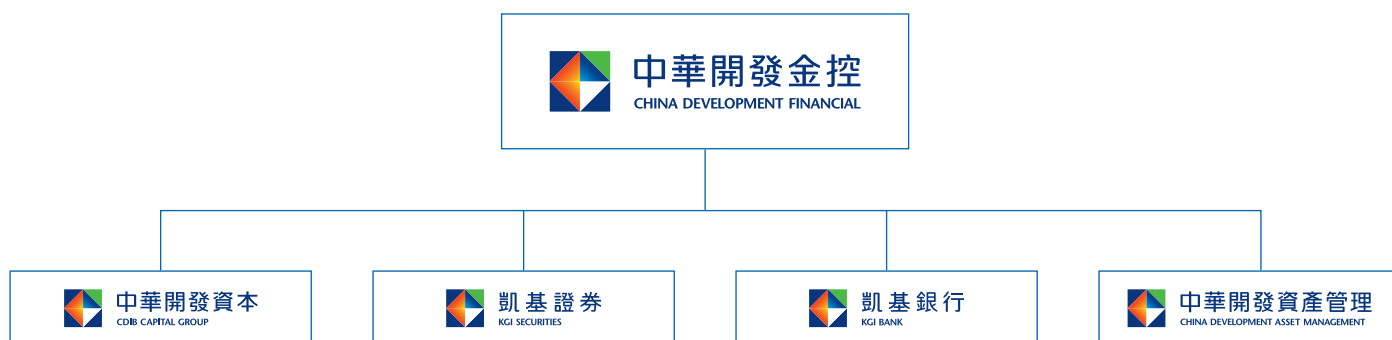 中華開發金控
CHINA DEVELOPMENT FINANCIAL
中華開發資本
CDIB CAPITAL GROUP
凱基證券
KGI SECURITIES
凱基銀行
KGI BANK
中華開發資產管理
CHINA DEVELOPMENT ASSET MANAGEMENT